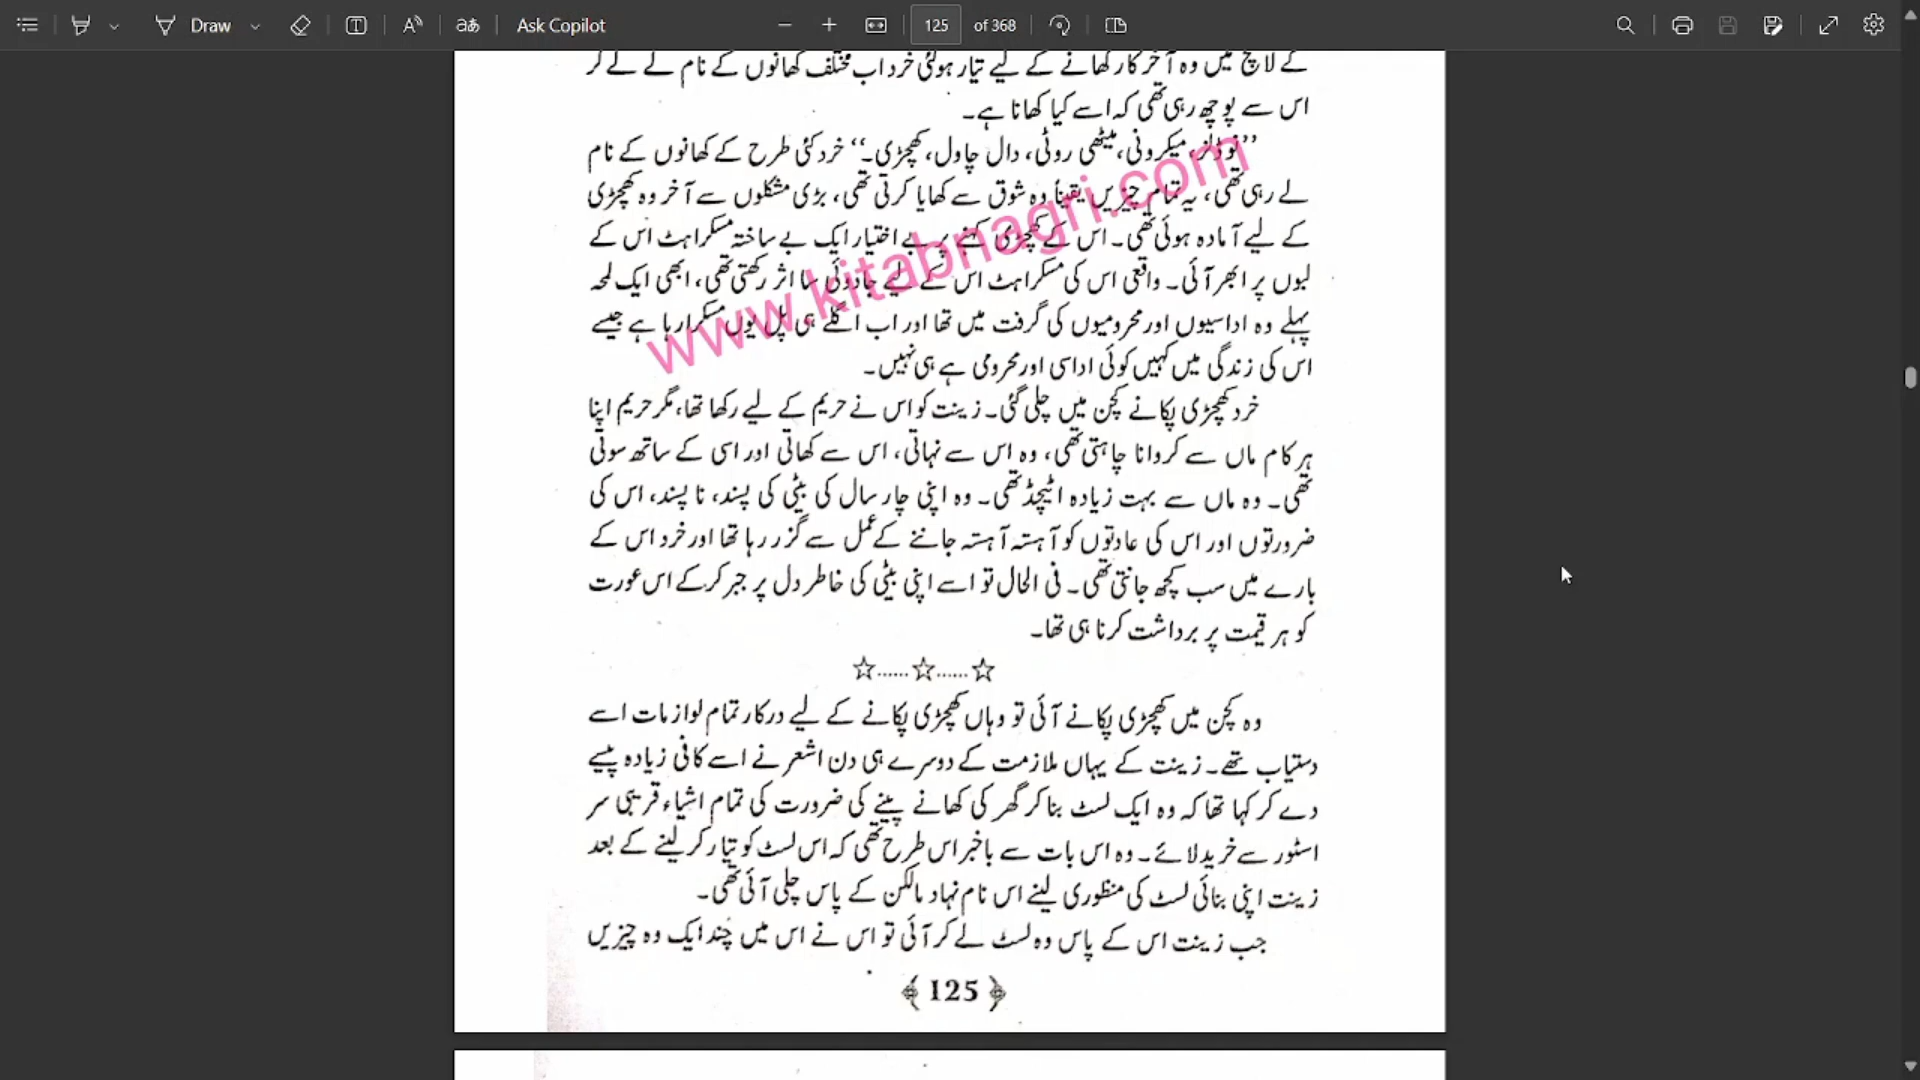 Draw
Ask Copilot
125 of 368
کے لالچ میں وہ آخر کار کھانے کے لیے تیار ہوگئی خرد اب مختلف کھانوں کے نام لے لے کر
اس سے پوچھ رہی تھی کہ اسے کیا کھانا ہے۔
’’نوڈلز، میکرونی، میٹھی روٹی، دال چاول، کھچڑی۔‘‘ خرد کئی طرح کے کھانوں کے نام
لے رہی تھی، یہ تمام چیزیں یقیناً وہ شوق سے کھایا کرتی تھی، بڑی مشکلوں سے آخر وہ کھچڑی
کے لیے آمادہ ہوئی تھی۔ اس کے کھچڑی کہنے پر بے اختیار ایک بے ساختہ مسکراہٹ اس کے
لبوں پر ابھر آئی۔ واقعی اس کی مسکراہٹ اس کے لیے جادوئی سا اثر رکھتی تھی، ابھی ایک لمحہ
پہلے وہ اداسیوں اور محرومیوں کی گرفت میں تھا اور اب اگلے ہی پل یوں مسکرا رہا ہے جیسے
اس کی زندگی میں کہیں کوئی اداسی اور محرومی ہے ہی نہیں۔
www.kitabnagri.com
خرد کھچڑی پکانے کچن میں چلی گئی۔ زینت کو اس نے حریم کے لیے رکھا تھا، مگر حریم اپنا
ہر کام ماں سے کروانا چاہتی تھی، وہ اس سے نہاتی، اس سے کھاتی اور اسی کے ساتھ سوتی
تھی۔ وہ ماں سے بہت زیادہ اٹیچڈ تھی۔ وہ اپنی چار سال کی بیٹی کی پسند، نا پسند، اس کی
ضرورتوں اور اس کی عادتوں کو آہستہ آہستہ جاننے کے عمل سے گزر رہا تھا اور خرد اس کے
بارے میں سب کچھ جانتی تھی۔ فی الحال تو اسے اپنی بیٹی کی خاطر دل پر جبر کرکے اس عورت
کو ہر قیمت پر برداشت کرنا ہی تھا۔
☆......☆......☆
وہ کچن میں کھچڑی پکانے آئی تو وہاں کھچڑی پکانے کے لیے درکار تمام لوازمات اسے
دستیاب تھے۔ زینت کے یہاں ملازمت کے دوسرے ہی دن اشعر نے اسے کافی زیادہ پیسے
دے کر کہا تھا کہ وہ ایک لسٹ بنا کر گھر کی کھانے پینے کی ضرورت کی تمام اشیاء قریبی سر
اسٹور سے خرید لائے۔ وہ اس بات سے باخبر اس طرح تھی کہ اس لسٹ کو تیار کر لینے کے بعد
زینت اپنی بنائی لسٹ کی منظوری لینے اس نام نہاد مالکن کے پاس چلی آئی تھی۔
جب زینت اس کے پاس وہ لسٹ لے کر آئی تو اس نے اس میں چند ایک وہ چیزیں
125